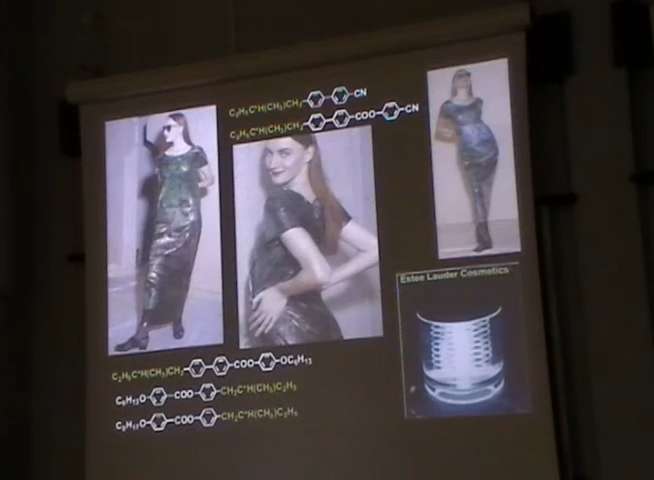 C₂H₅C*H(CH₃)CH₂-⌬-⌬-CN
C₂H₅C*H(CH₃)CH₂-⌬-⌬-COO-⌬-CN
Estee Lauder Cosmetics
C₂H₅C*H(CH₃)CH₂-⌬-⌬-COO-⌬-OC₆H₁₃
C₆H₁₃O-⌬-COO-⌬-CH₂C*H(CH₃)C₂H₅
C₈H₁₇O-⌬-COO-⌬-CH₂C*H(CH₃)C₂H₅